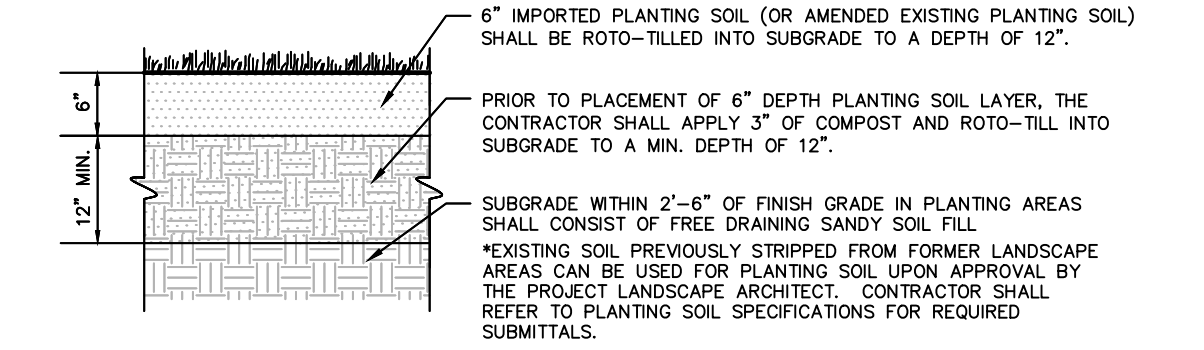 6” IMPORTED PLANTING SOIL (OR AMENDED EXISTING PLANTING SOIL)
SHALL BE ROTO–TILLED INTO SUBGRADE TO A DEPTH OF 12”.
6”
PRIOR TO PLACEMENT OF 6” DEPTH PLANTING SOIL LAYER, THE
CONTRACTOR SHALL APPLY 3” OF COMPOST AND ROTO–TILL INTO
SUBGRADE TO A MIN. DEPTH OF 12”.
12” MIN.
SUBGRADE WITHIN 2’–6” OF FINISH GRADE IN PLANTING AREAS
SHALL CONSIST OF FREE DRAINING SANDY SOIL FILL
*EXISTING SOIL PREVIOUSLY STRIPPED FROM FORMER LANDSCAPE
AREAS CAN BE USED FOR PLANTING SOIL UPON APPROVAL BY
THE PROJECT LANDSCAPE ARCHITECT. CONTRACTOR SHALL
REFER TO PLANTING SOIL SPECIFICATIONS FOR REQUIRED
SUBMITTALS.